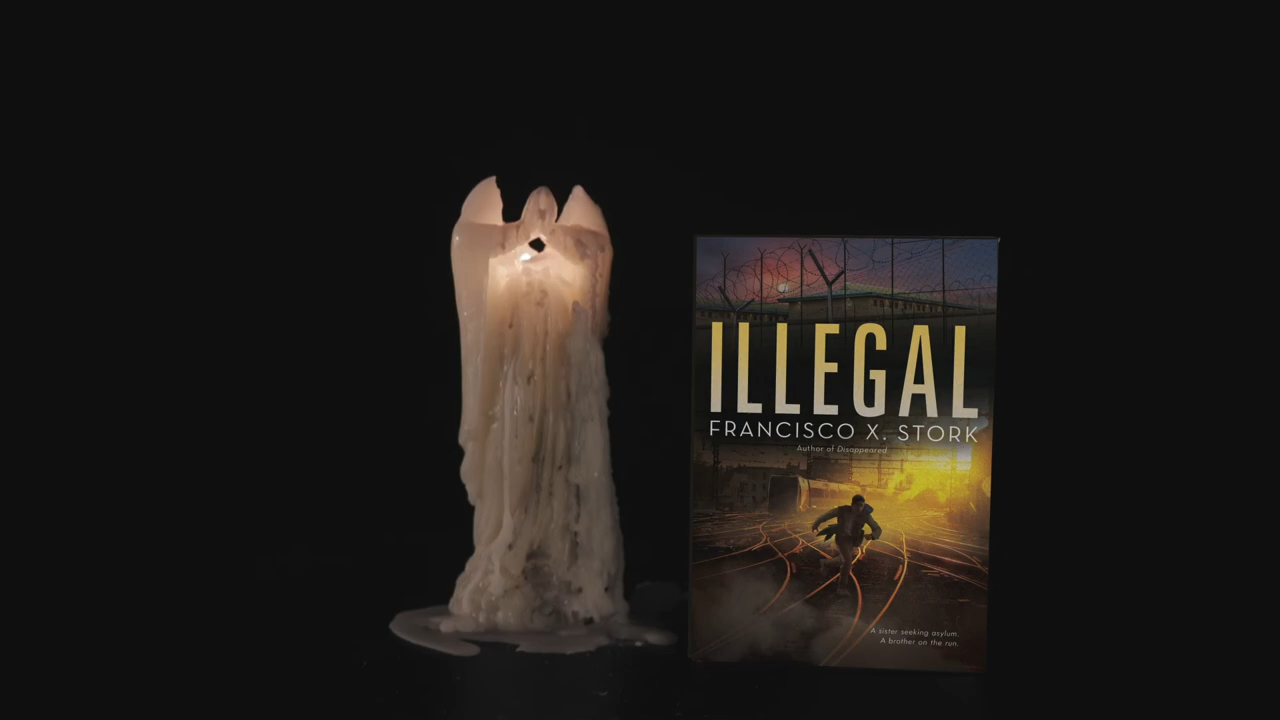 ILLEGAL
FRANCISCO X. STORK
Author of Disappeared
A sister seeking asylum.
A brother on the run.